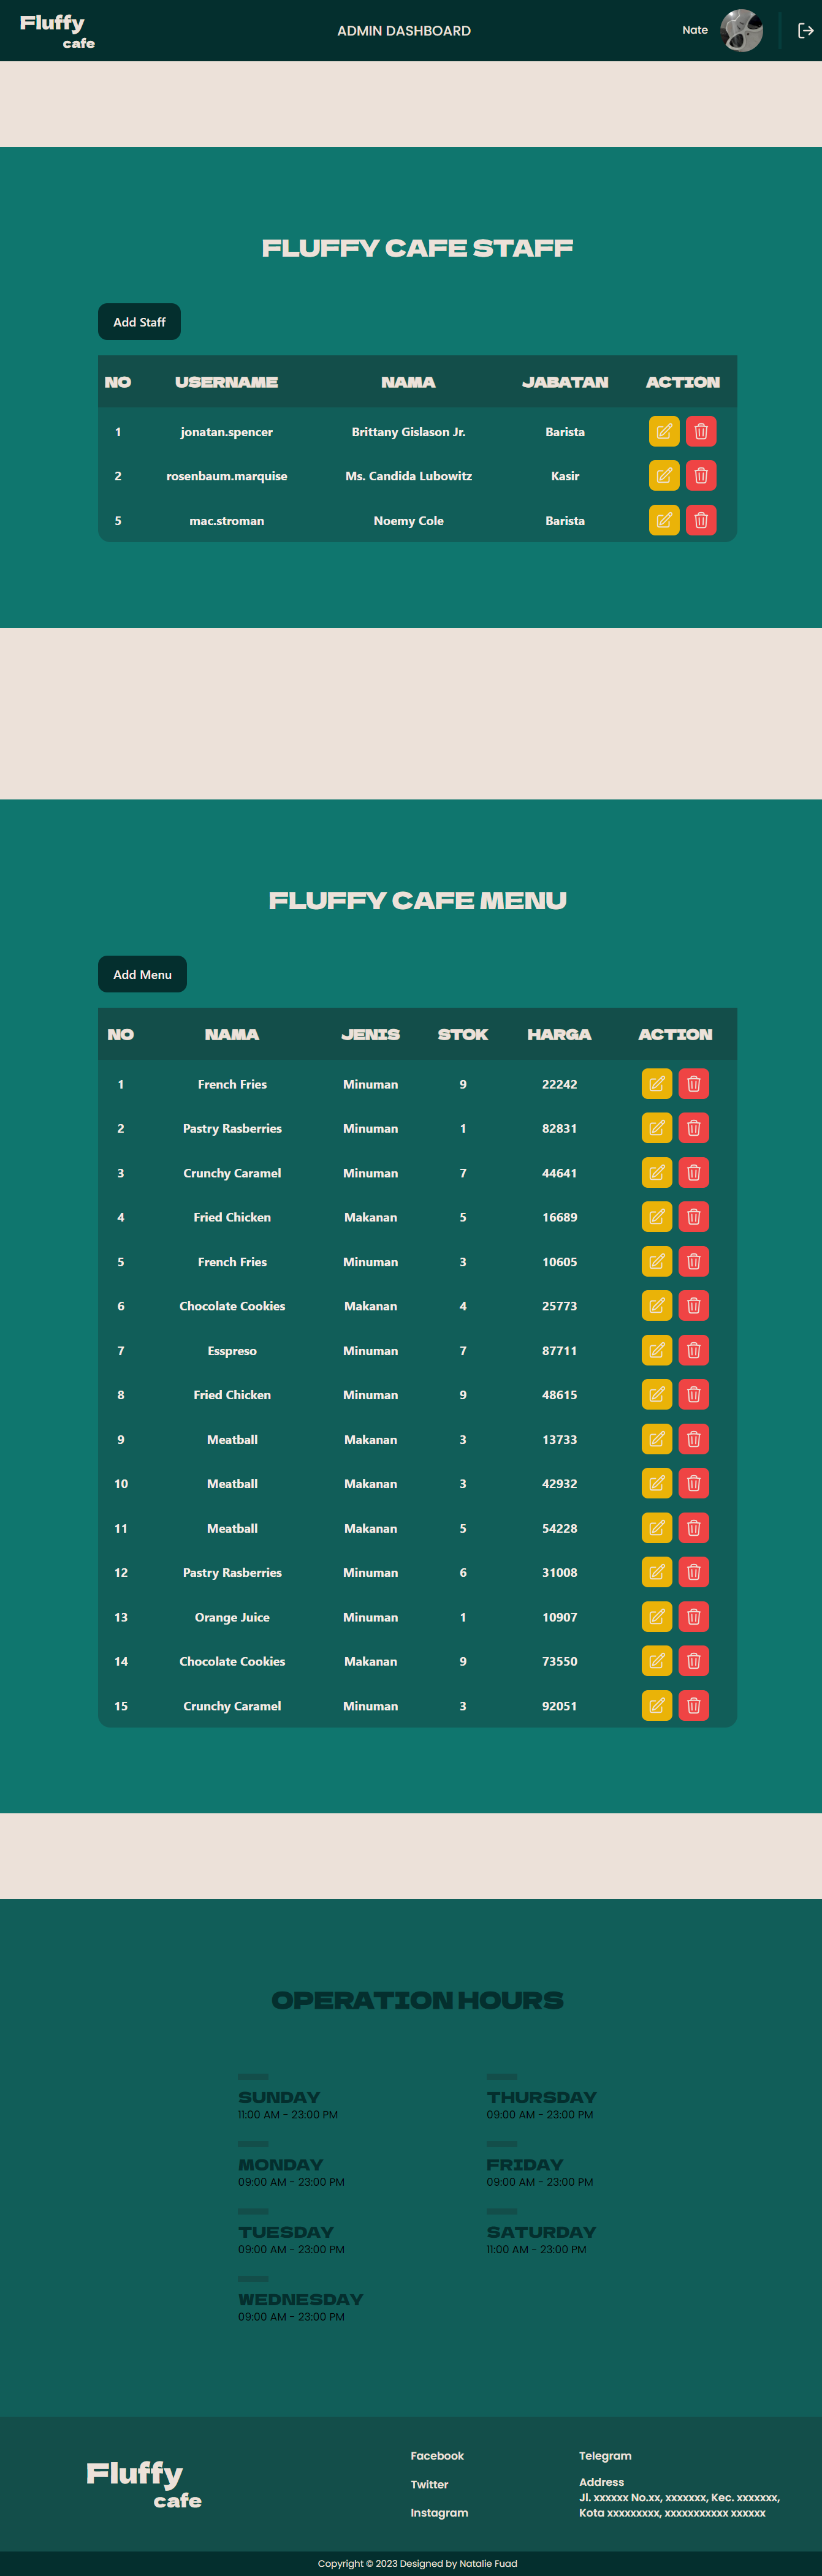 Fluffy
cafe
ADMIN DASHBOARD
Nate
FLUFFY CAFE STAFF
Add Staff
NO USERNAME NAMA JABATAN ACTION
1 jonatan.spencer Brittany Gislason Jr. Barista
2 rosenbaum.marquise Ms. Candida Lubowitz Kasir
5 mac.stroman Noemy Cole Barista
FLUFFY CAFE MENU
Add Menu
NO NAMA JENIS STOK HARGA ACTION
1 French Fries Minuman 9 22242
2 Pastry Rasberries Minuman 1 82831
3 Crunchy Caramel Minuman 7 44641
4 Fried Chicken Makanan 5 16689
5 French Fries Minuman 3 10605
6 Chocolate Cookies Makanan 4 25773
7 Esspreso Minuman 7 87711
8 Fried Chicken Minuman 9 48615
9 Meatball Makanan 3 13733
10 Meatball Makanan 3 42932
11 Meatball Makanan 5 54228
12 Pastry Rasberries Minuman 6 31008
13 Orange Juice Minuman 1 10907
14 Chocolate Cookies Makanan 9 73550
15 Crunchy Caramel Minuman 3 92051
OPERATION HOURS
SUNDAY
11:00 AM - 23:00 PM
MONDAY
09:00 AM - 23:00 PM
TUESDAY
09:00 AM - 23:00 PM
WEDNESDAY
09:00 AM - 23:00 PM
THURSDAY
09:00 AM - 23:00 PM
FRIDAY
09:00 AM - 23:00 PM
SATURDAY
11:00 AM - 23:00 PM
Fluffy
cafe
Facebook
Twitter
Instagram
Telegram
Address
Jl. xxxxxx No.xx, xxxxxxx, Kec. xxxxxxx,
Kota xxxxxxxxx, xxxxxxxxxxx xxxxxx
Copyright © 2023 Designed by Natalie Fuad